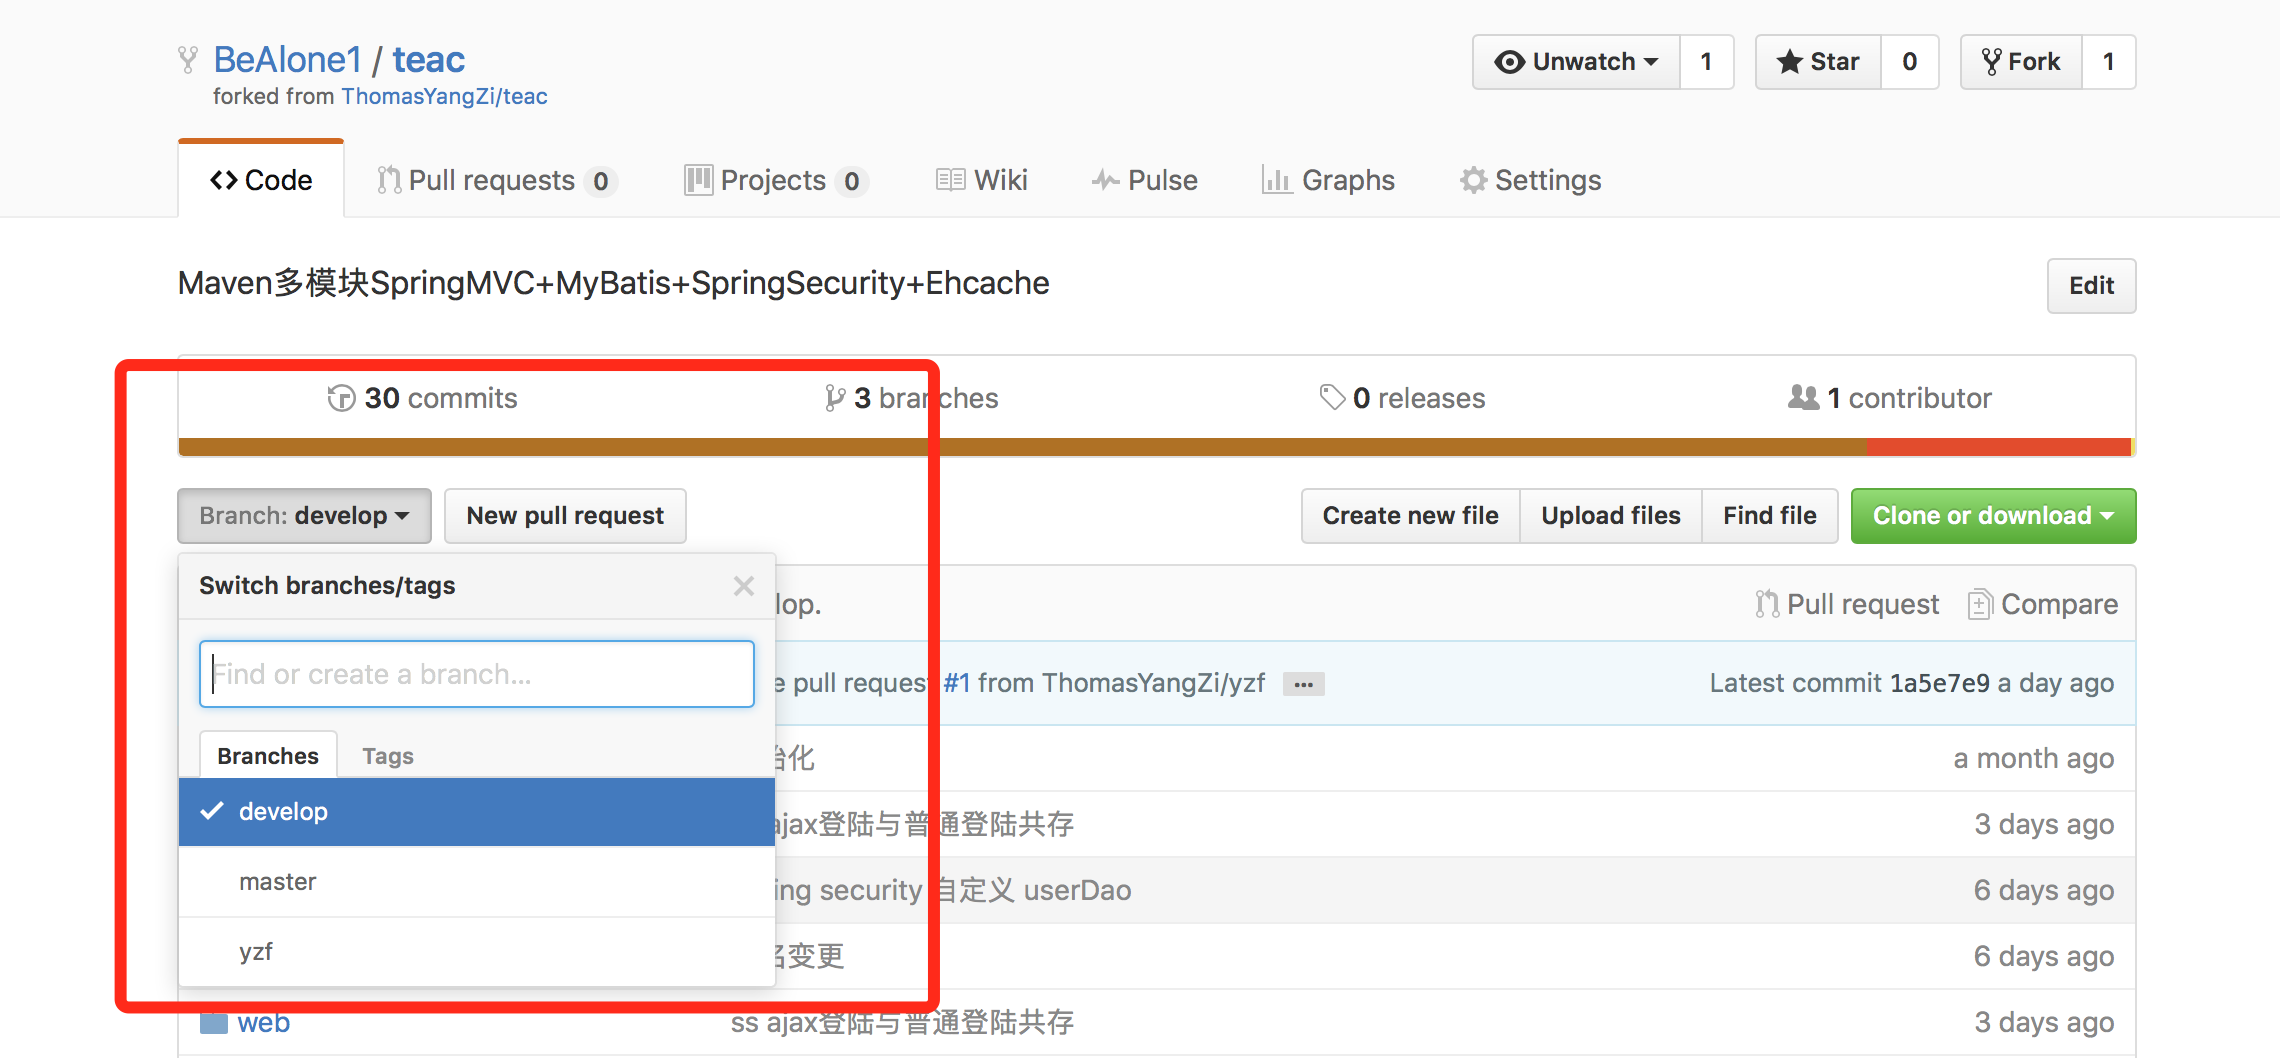 BeAlone1 / teac
forked from ThomasYangZi/teac
Unwatch 1 Star 0 Fork 1
Code Pull requests 0 Projects 0 Wiki Pulse Graphs Settings
Maven多模块SpringMVC+MyBatis+SpringSecurity+Ehcache
Edit
30 commits 3 branches 0 releases 1 contributor
Branch: develop New pull request Create new file Upload files Find file Clone or download
Switch branches/tags
lop. Pull request Compare
Find or create a branch...
pull request #1 from ThomasYangZi/yzf ... Latest commit 1a5e7e9 a day ago
Branches Tags
化 a month ago
develop
ajax登陆与普通登陆共存 3 days ago
master
ing security 自定义 userDao 6 days ago
yzf
变更 6 days ago
web ss ajax登陆与普通登陆共存 3 days ago